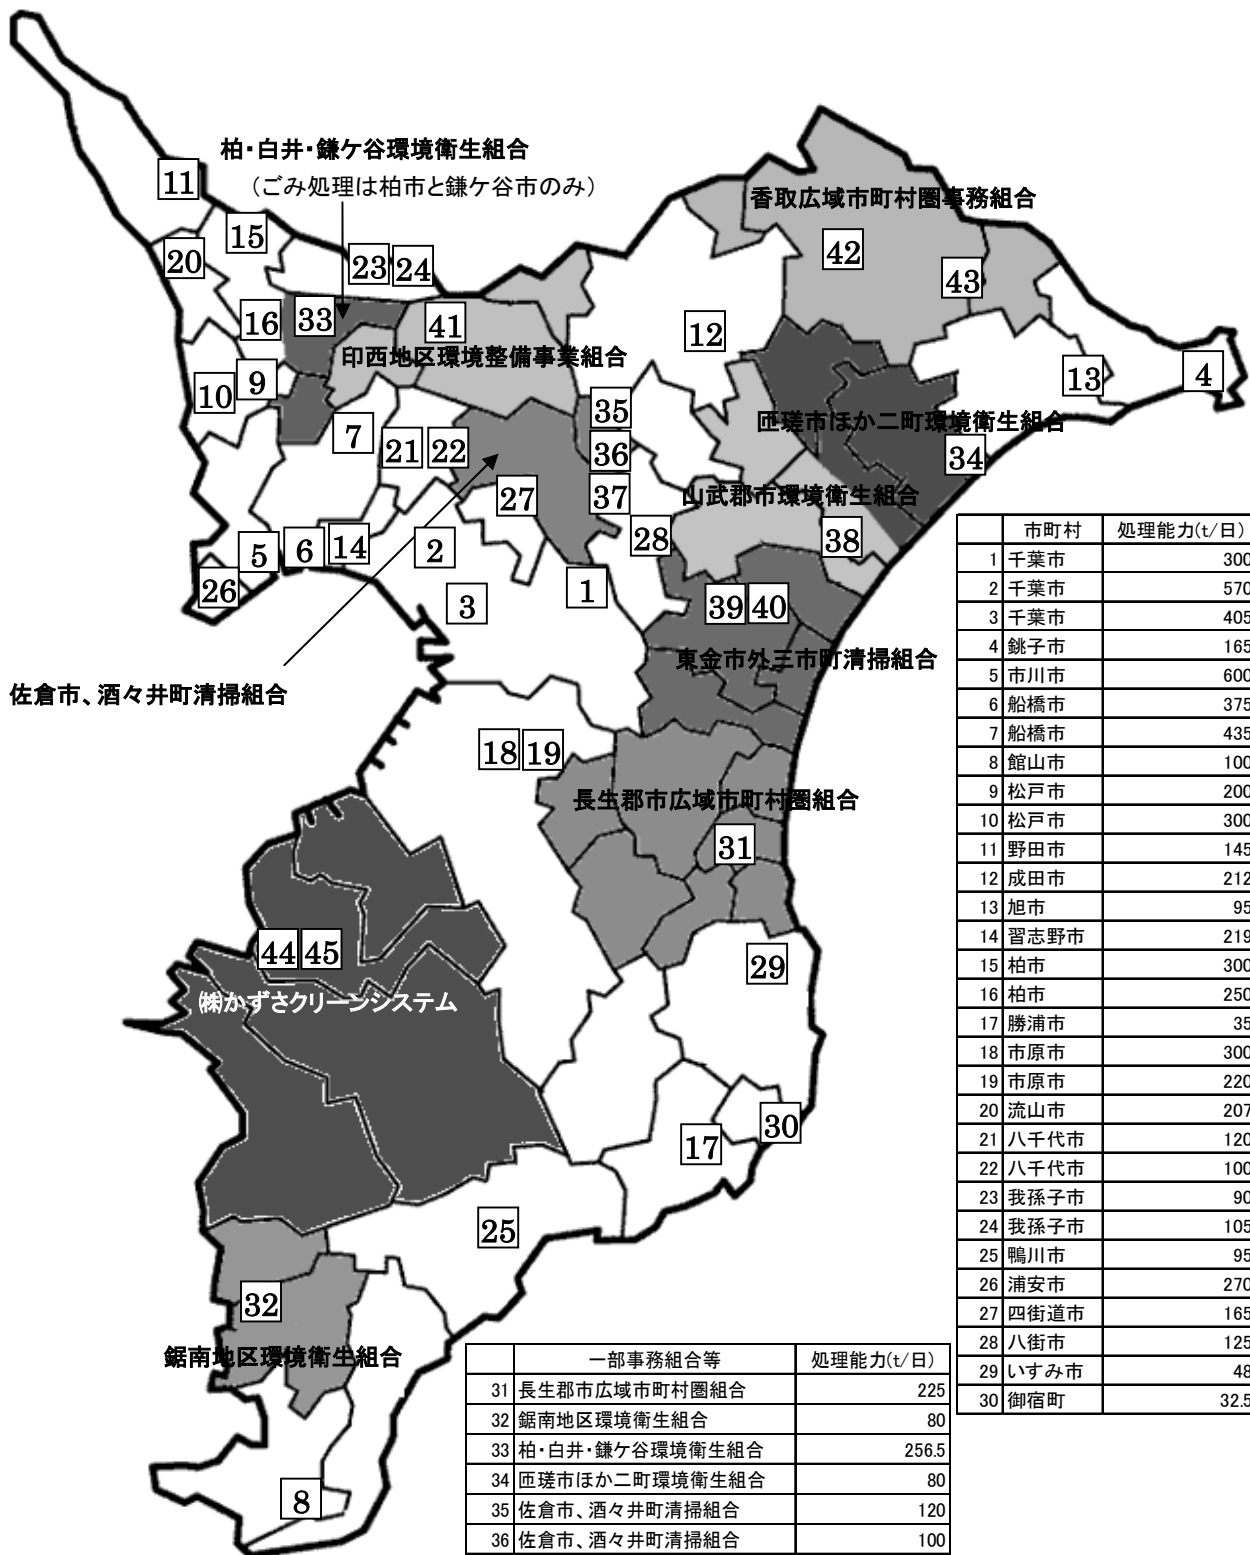 柏・白井・鎌ケ谷環境衛生組合
（ごみ処理は柏市と鎌ケ谷市のみ）
11
香取広域市町村圏事務組合
15
20
23
24
42
43
16
33
41
12
印西地区環境整備事業組合
10
9
13
4
35
7
21
22
匝瑳市ほか二町環境衛生組合
36
34
27
37
山武郡市環境衛生組合
28
38
5
6
14
2
26
3
1
39
40
東金市外三市町清掃組合
佐倉市、酒々井町清掃組合
18
19
長生郡市広域市町村圏組合
31
44
45
29
㈱かずさクリーンシステム
17
30
25
32
鋸南地区環境衛生組合
8
市町村 処理能力(t/日)
1 千葉市 300
2 千葉市 570
3 千葉市 405
4 銚子市 165
5 市川市 600
6 船橋市 375
7 船橋市 435
8 館山市 100
9 松戸市 200
10 松戸市 300
11 野田市 145
12 成田市 212
13 旭市 95
14 習志野市 219
15 柏市 300
16 柏市 250
17 勝浦市 35
18 市原市 300
19 市原市 220
20 流山市 207
21 八千代市 120
22 八千代市 100
23 我孫子市 90
24 我孫子市 105
25 鴨川市 95
26 浦安市 270
27 四街道市 165
28 八街市 125
29 いすみ市 48
30 御宿町 32.5
一部事務組合等 処理能力(t/日)
31 長生郡市広域市町村圏組合 225
32 鋸南地区環境衛生組合 80
33 柏・白井・鎌ケ谷環境衛生組合 256.5
34 匝瑳市ほか二町環境衛生組合 80
35 佐倉市、酒々井町清掃組合 120
36 佐倉市、酒々井町清掃組合 100